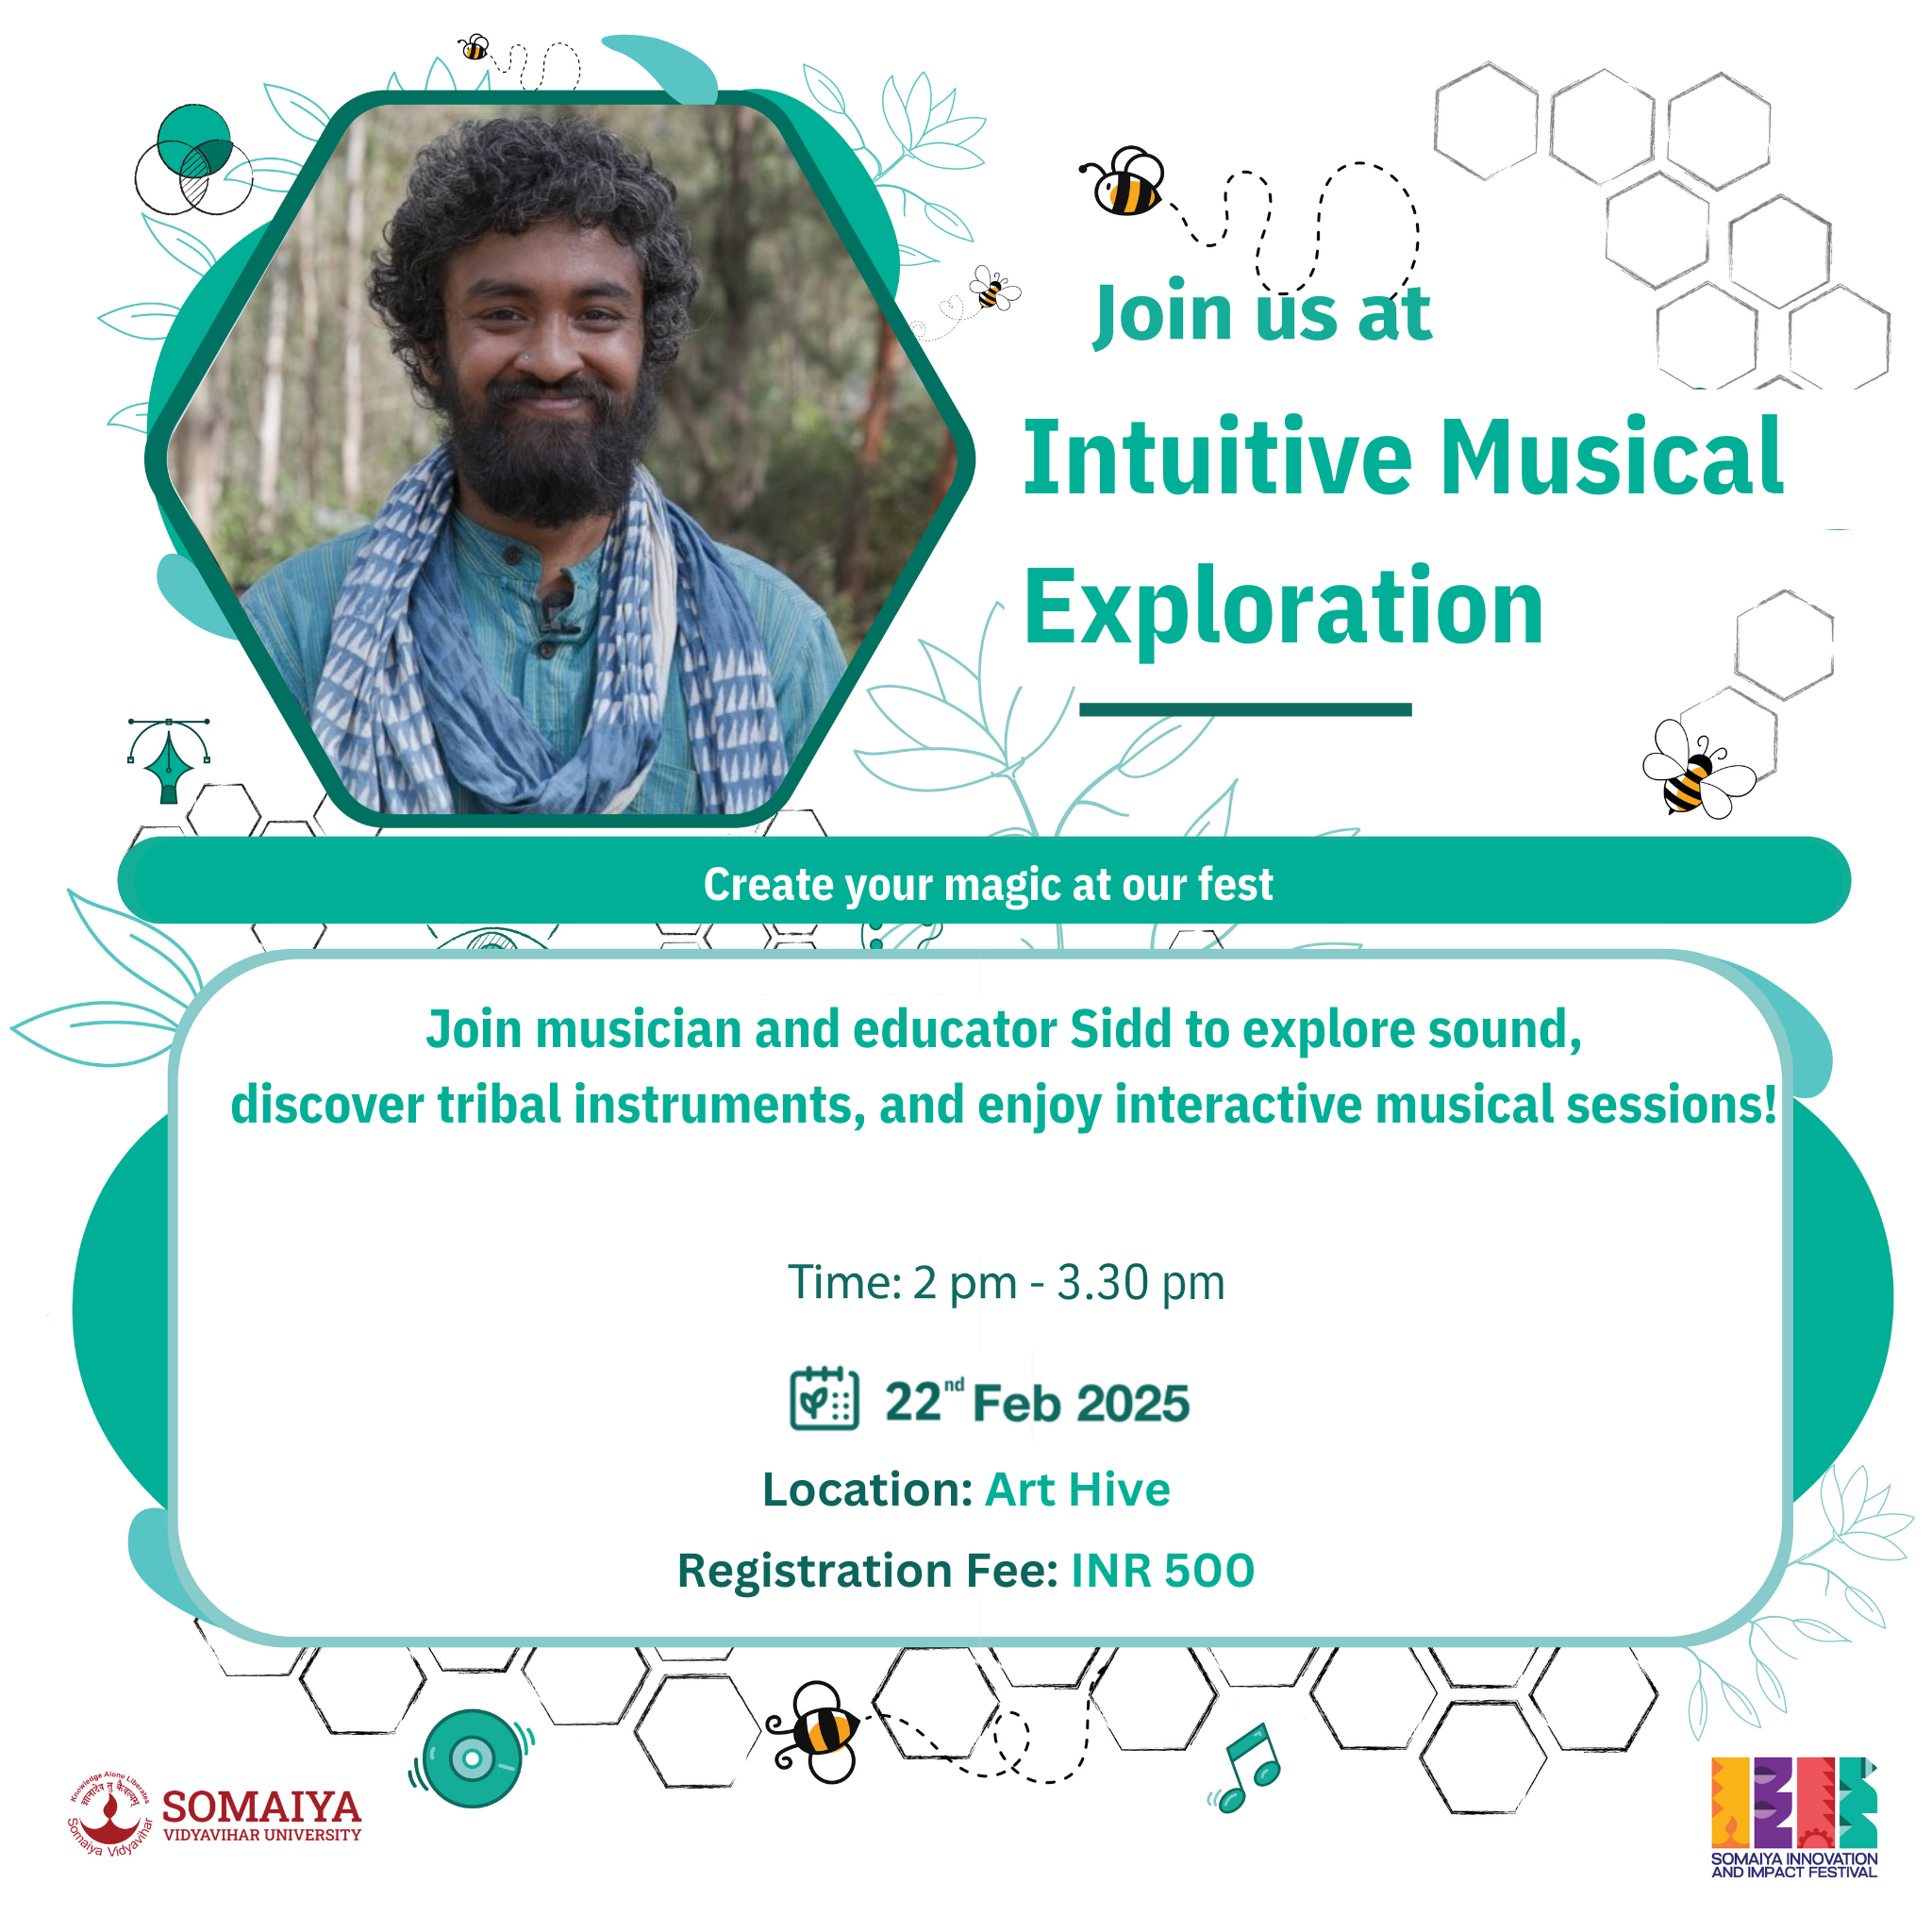 Join us at
Intuitive Musical
Exploration
Create your magic at our fest
Join musician and educator Sidd to explore sound,
discover tribal instruments, and enjoy interactive musical sessions!
Time: 2 pm - 3.30 pm
22nd Feb 2025
Location: Art Hive
Registration Fee: INR 500
Knowledge Alone Liberates
ज्ञानादेव तु कैवल्यम्
Somaiya Vidyavihar
SOMAIYA
VIDYAVIHAR UNIVERSITY
SOMAIYA INNOVATION
AND IMPACT FESTIVAL